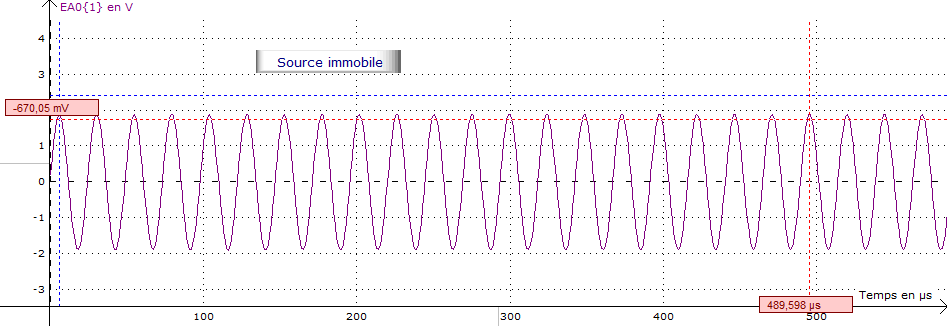 EA0{1} en V
4
Source immobile
3
-670,05 mV
1
0
-1
-2
-3
489,598 µs
Temps en µs
100
200
300
400
500